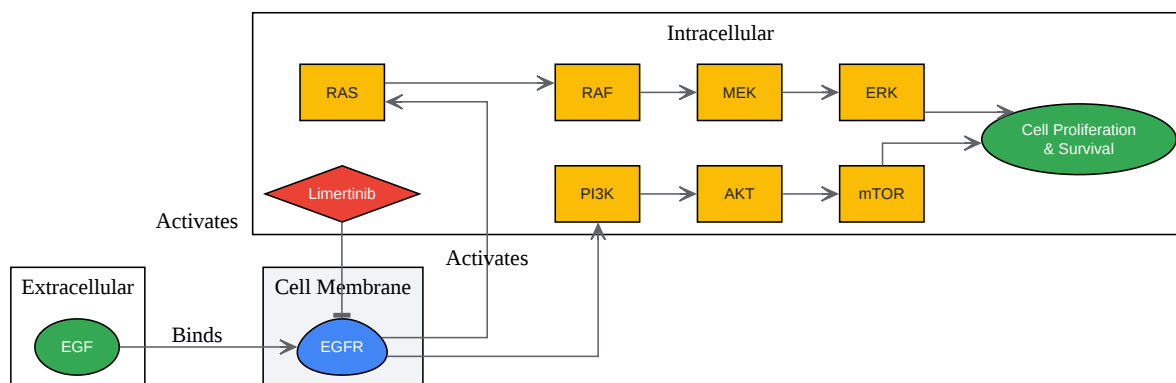 Intracellular
RAS
RAF
MEK
ERK
Cell Proliferation
& Survival
Limertinib
PI3K
AKT
mTOR
Activates
Activates
Extracellular
Cell Membrane
EGF
Binds
EGFR